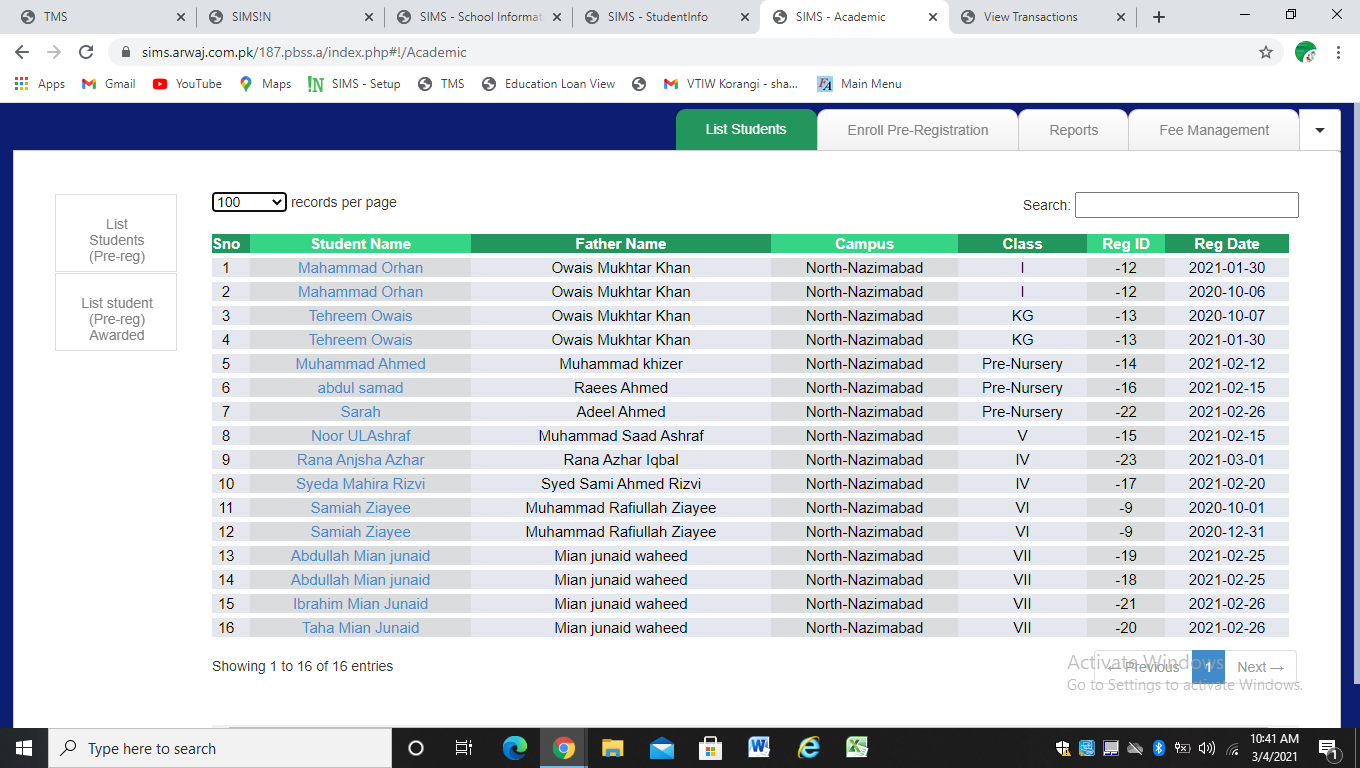 TMS SIMS!N SIMS - School Informat SIMS - StudentInfo SIMS - Academic View Transactions
sims.arwaj.com.pk/187.pbss.a/index.php#!/Academic
Apps Gmail YouTube Maps SIMS - Setup TMS Education Loan View VTIW Korangi - sha... Main Menu
List Students Enroll Pre-Registration Reports Fee Management
List
Students
(Pre-reg)
List student
(Pre-reg)
Awarded
100 records per page Search:
Sno Student Name Father Name Campus Class Reg ID Reg Date
1 Mahammad Orhan Owais Mukhtar Khan North-Nazimabad I -12 2021-01-30
2 Mahammad Orhan Owais Mukhtar Khan North-Nazimabad I -12 2020-10-06
3 Tehreem Owais Owais Mukhtar Khan North-Nazimabad KG -13 2020-10-07
4 Tehreem Owais Owais Mukhtar Khan North-Nazimabad KG -13 2021-01-30
5 Muhammad Ahmed Muhammad khizer North-Nazimabad Pre-Nursery -14 2021-02-12
6 abdul samad Raees Ahmed North-Nazimabad Pre-Nursery -16 2021-02-15
7 Sarah Adeel Ahmed North-Nazimabad Pre-Nursery -22 2021-02-26
8 Noor ULAshraf Muhammad Saad Ashraf North-Nazimabad V -15 2021-02-15
9 Rana Anjsha Azhar Rana Azhar Iqbal North-Nazimabad IV -23 2021-03-01
10 Syeda Mahira Rizvi Syed Sami Ahmed Rizvi North-Nazimabad IV -17 2021-02-20
11 Samiah Ziayee Muhammad Rafiullah Ziayee North-Nazimabad VI -9 2020-10-01
12 Samiah Ziayee Muhammad Rafiullah Ziayee North-Nazimabad VI -9 2020-12-31
13 Abdullah Mian junaid Mian junaid waheed North-Nazimabad VII -19 2021-02-25
14 Abdullah Mian junaid Mian junaid waheed North-Nazimabad VII -18 2021-02-25
15 Ibrahim Mian Junaid Mian junaid waheed North-Nazimabad VII -21 2021-02-26
16 Taha Mian Junaid Mian junaid waheed North-Nazimabad VII -20 2021-02-26
Showing 1 to 16 of 16 entries ← Previous 1 Next →
Activate Windows
Go to Settings to activate Windows.
Type here to search 10:41 AM
3/4/2021 1